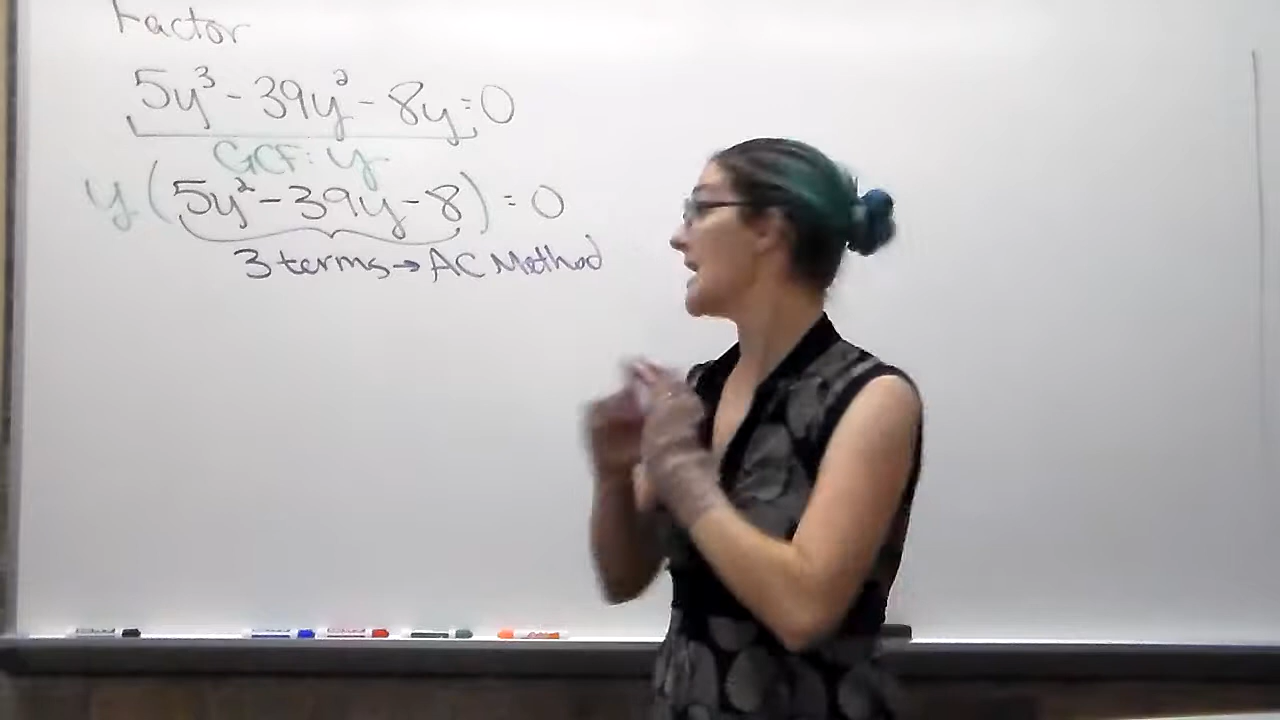 Factor
5y³ - 39y² - 8y = 0
GCF: y
y (5y² - 39y - 8) = 0
3 terms → AC Method